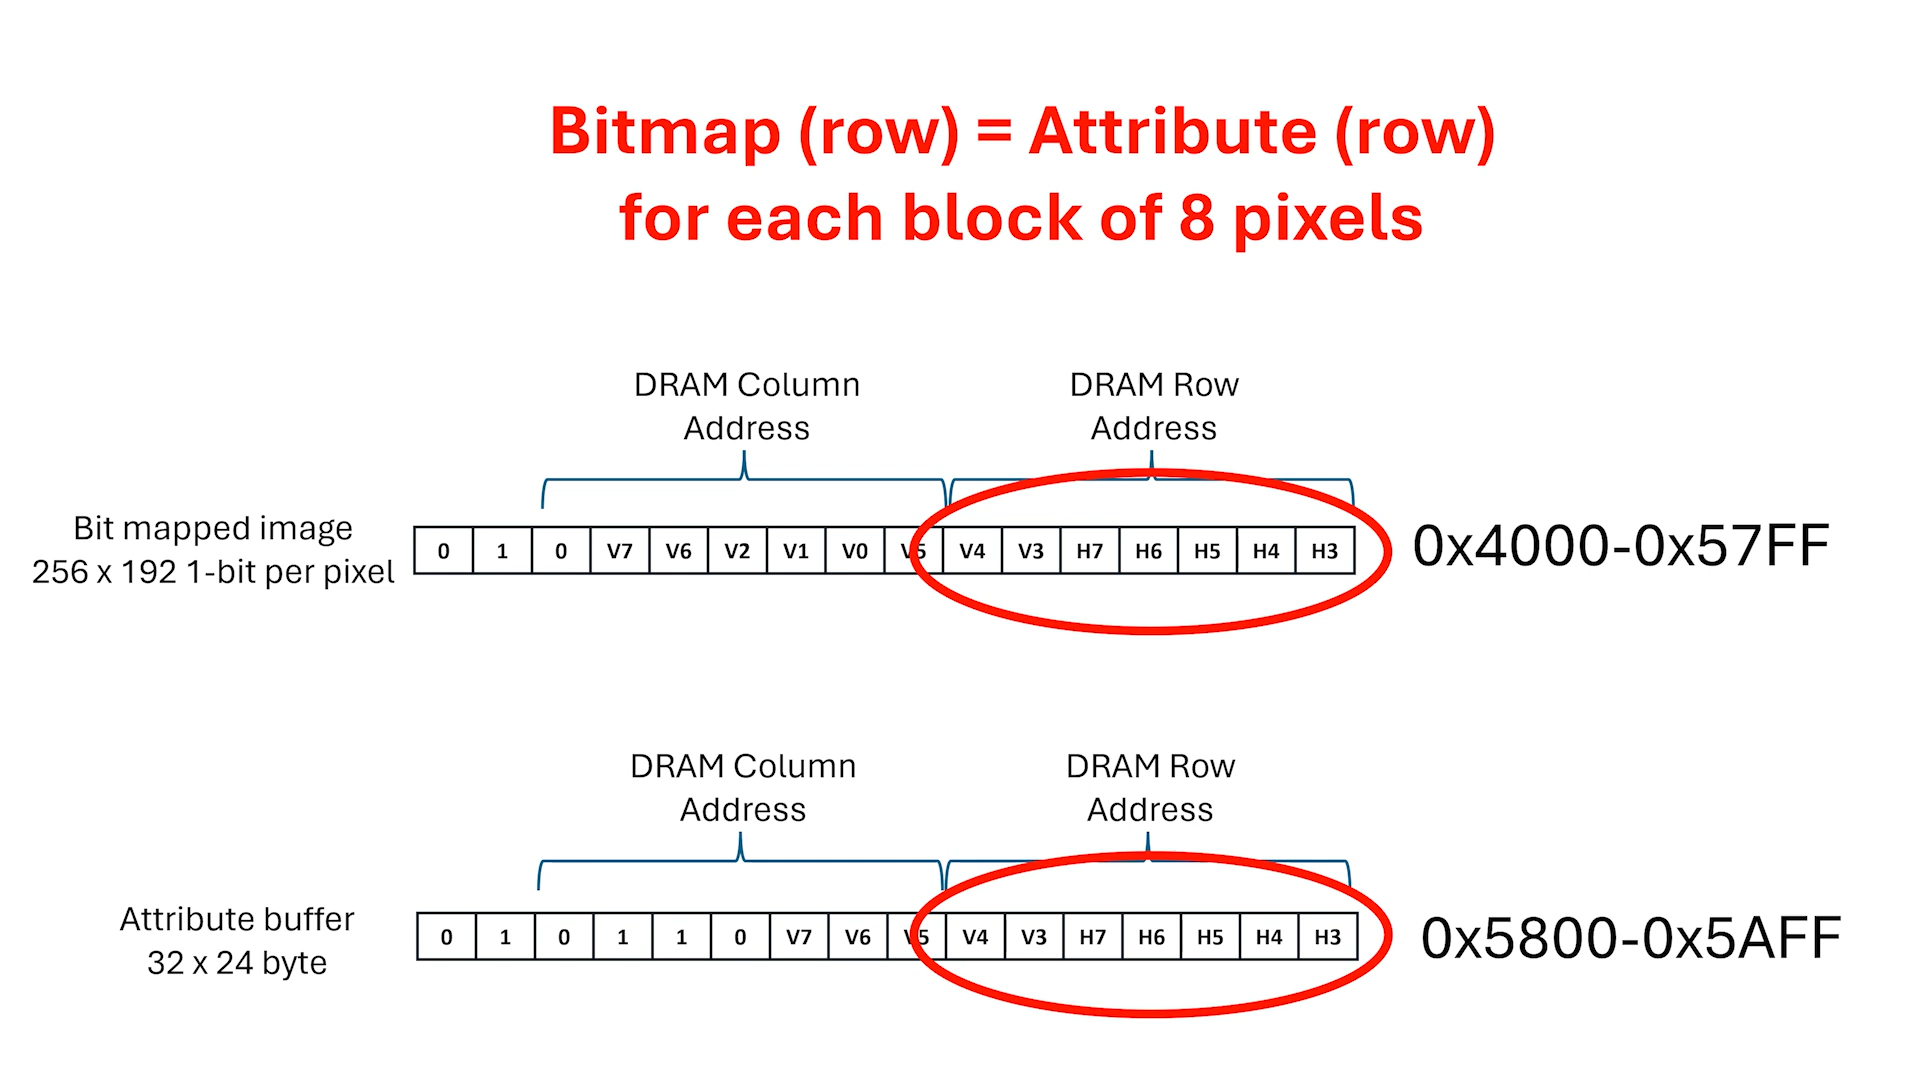 Bitmap (row) = Attribute (row)
for each block of 8 pixels
DRAM Column
Address
DRAM Row
Address
Bit mapped image
256 x 192 1-bit per pixel
0 1 0 V7 V6 V2 V1 V0 V5 V4 V3 H7 H6 H5 H4 H3
0x4000-0x57FF
DRAM Column
Address
DRAM Row
Address
Attribute buffer
32 x 24 byte
0 1 0 1 1 0 V7 V6 V5 V4 V3 H7 H6 H5 H4 H3
0x5800-0x5AFF